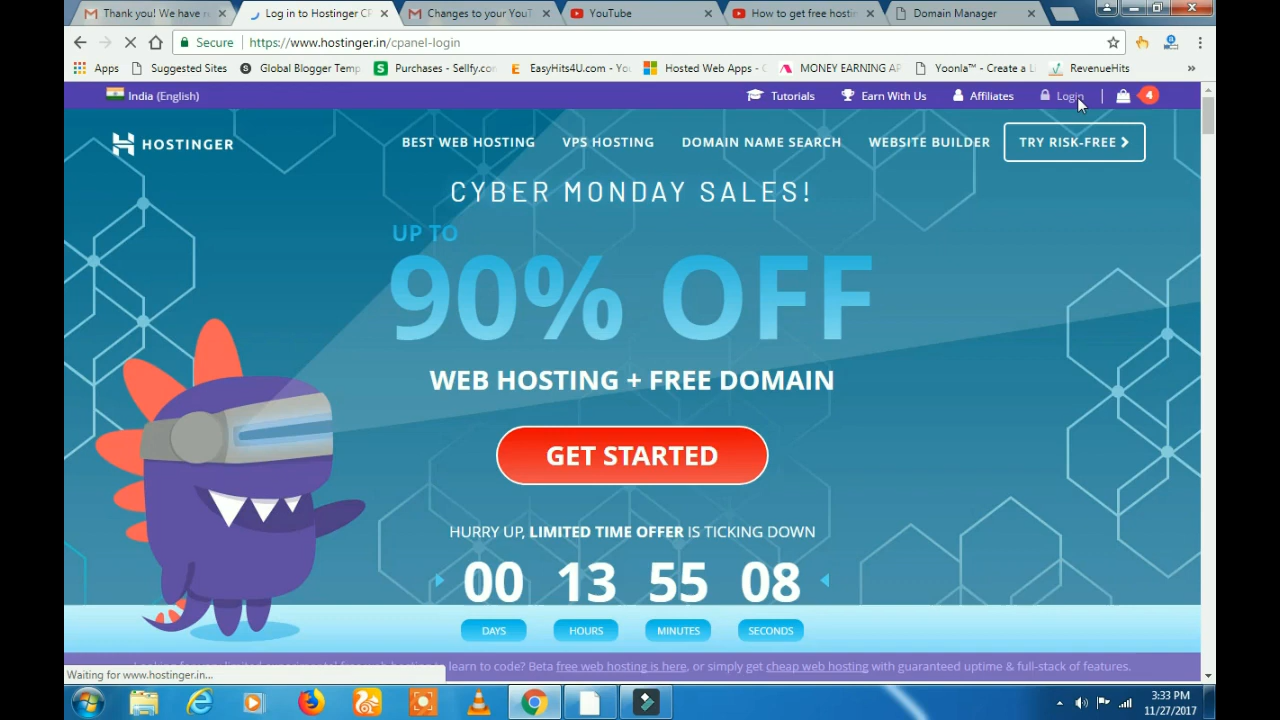 Thank you! We have r
Log in to Hostinger CP
Changes to your YouT
YouTube
How to get free hostin
Domain Manager
Secure
https://www.hostinger.in/cpanel-login
Apps
Suggested Sites
Global Blogger Temp
Purchases - Sellfy.co
EasyHits4U.com - Yo
Hosted Web Apps -
MONEY EARNING AP
Yoonla™ - Create a L
RevenueHits
India (English)
Tutorials
Earn With Us
Affiliates
Login
4
HOSTINGER
BEST WEB HOSTING
VPS HOSTING
DOMAIN NAME SEARCH
WEBSITE BUILDER
TRY RISK-FREE
CYBER MONDAY SALES!
UP TO
90% OFF
WEB HOSTING + FREE DOMAIN
GET STARTED
HURRY UP, LIMITED TIME OFFER IS TICKING DOWN
00 13 55 08
DAYS HOURS MINUTES SECONDS
to learn to code? Beta free web hosting is here, or simply get cheap web hosting with guaranteed uptime & full-stack of features.
Waiting for www.hostinger.in...
3:33 PM
11/27/2017